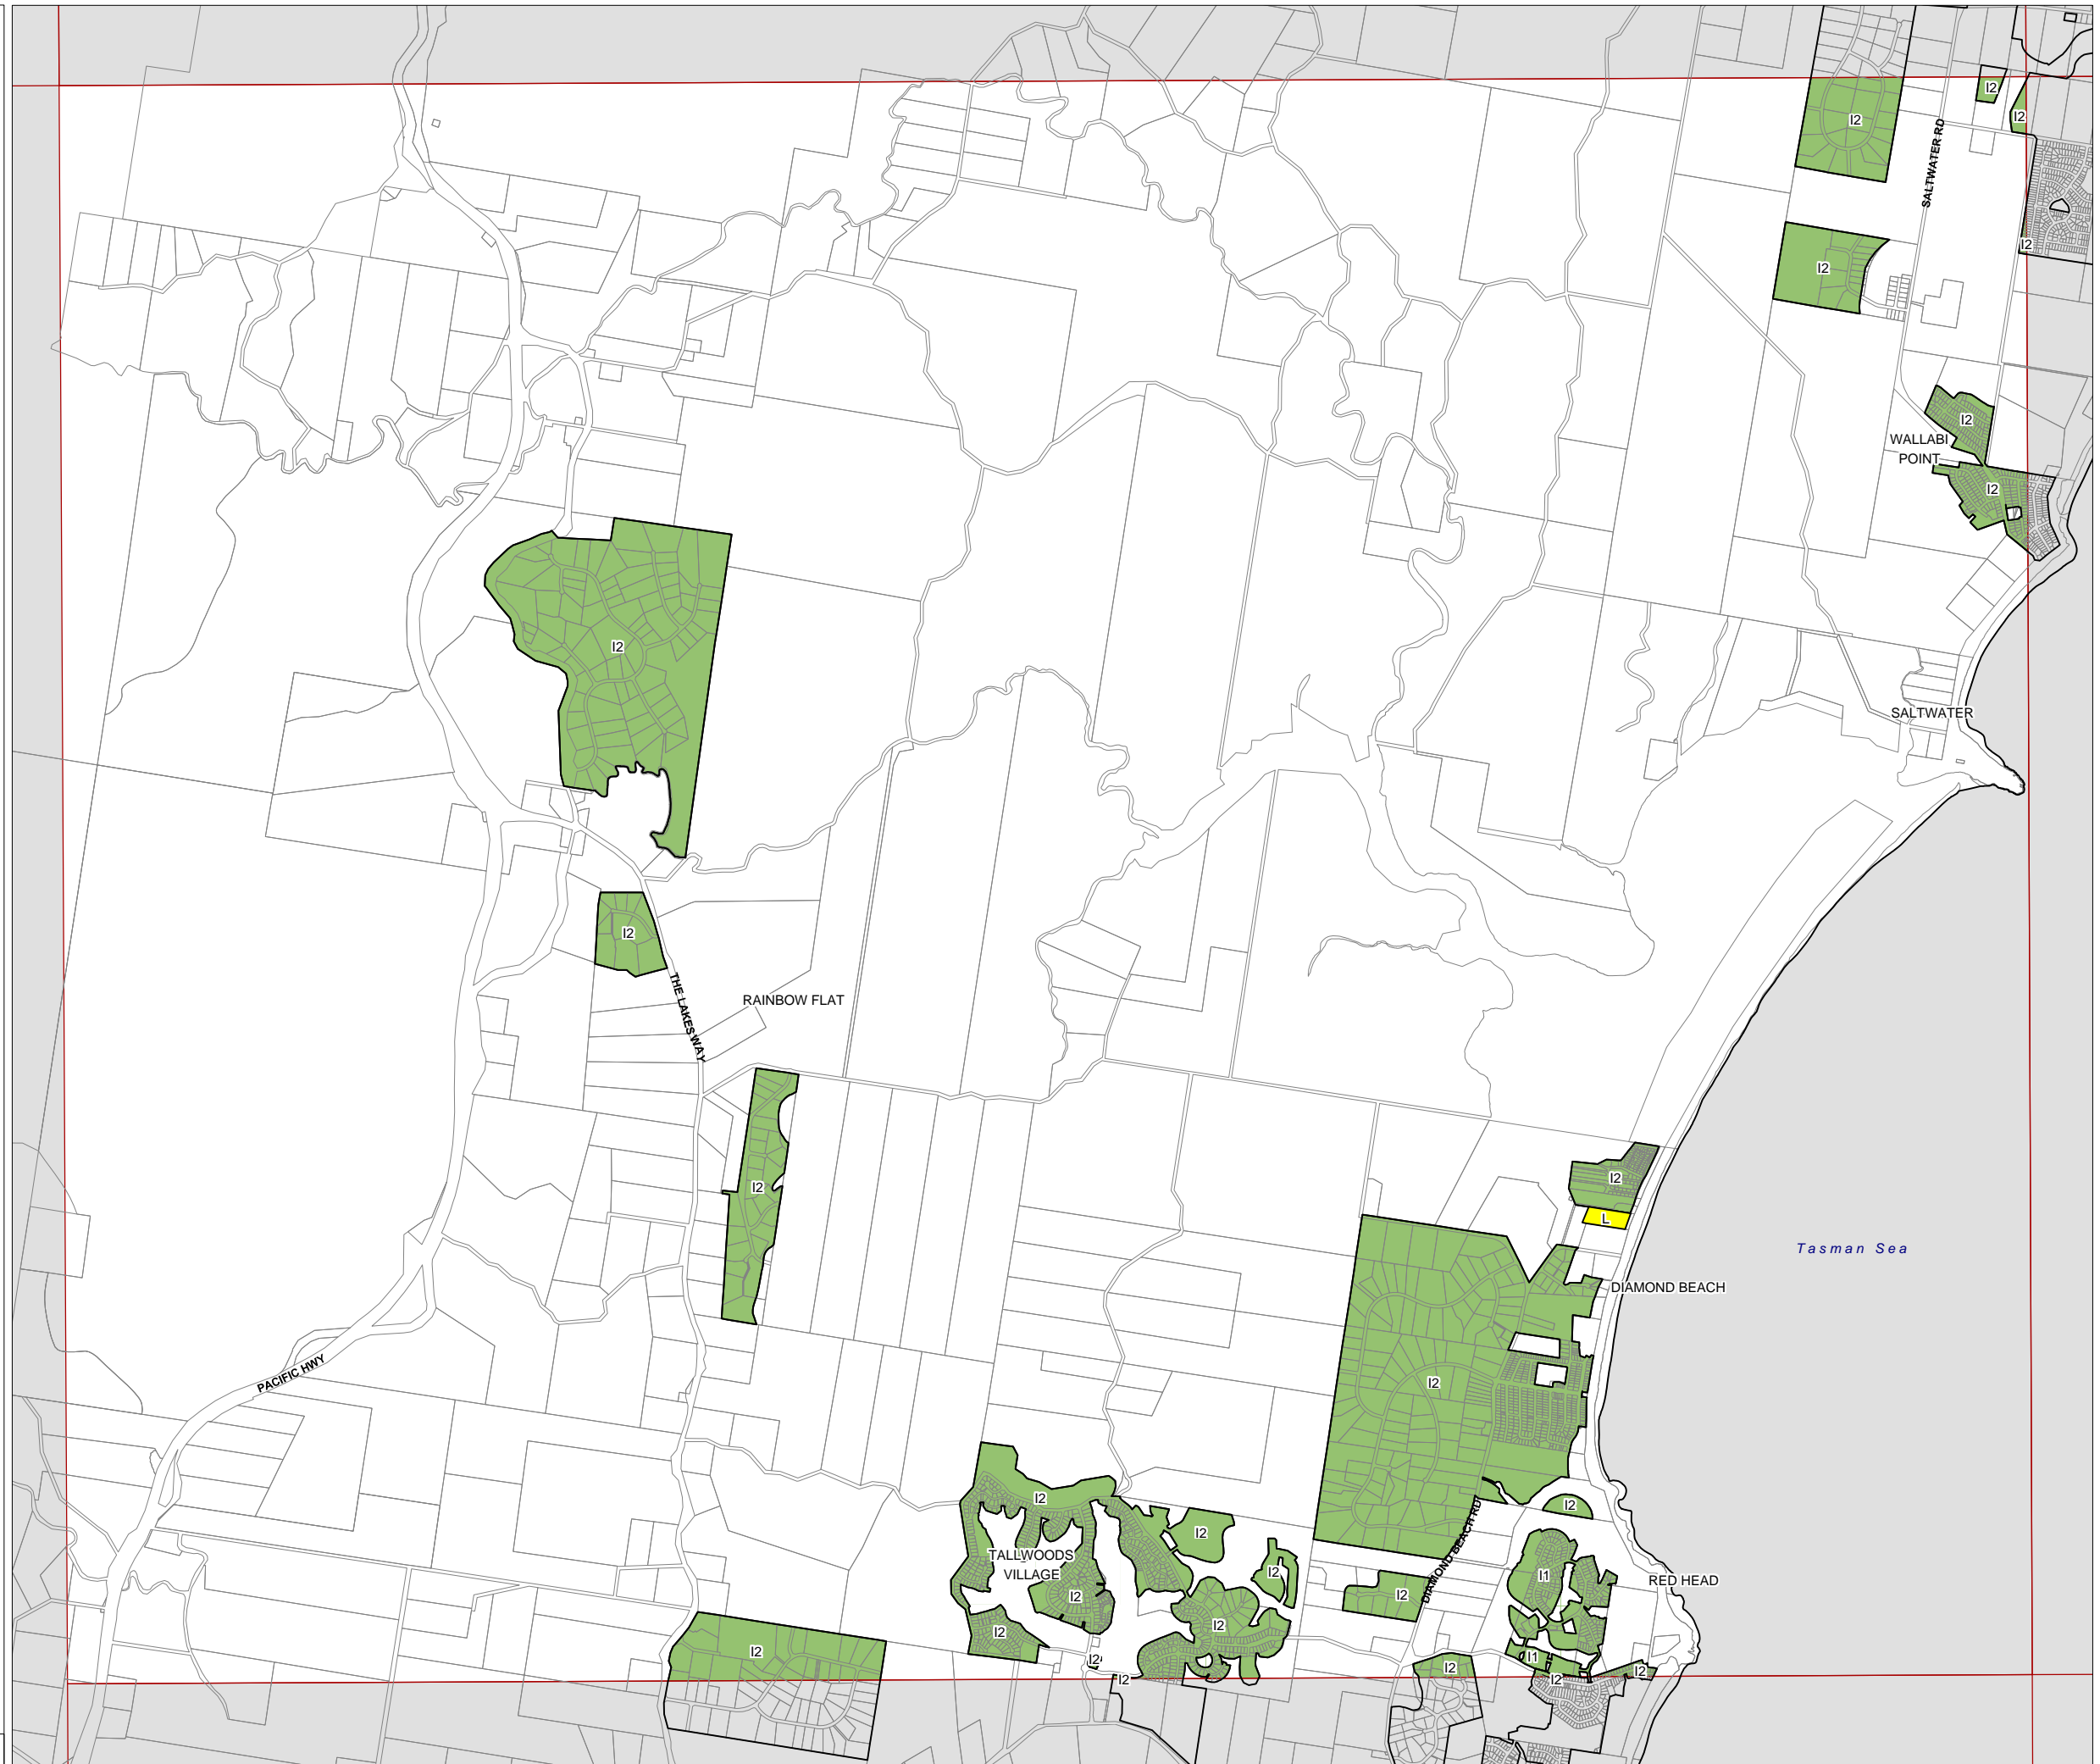 I2
I2
I2
SALTWATER RD
I2
I2
I2
WALLABI
POINT
I2
I2
SALTWATER
I2
THE LAKES WAY
RAINBOW FLAT
I2
I2
L
Tasman Sea
DIAMOND BEACH
PACIFIC HWY
I2
I2
I2
I2
DIAMOND BEACH RD
TALLWOODS
VILLAGE
I2
I2
I2
I1
RED HEAD
I2
I2
I2
I2
I2
I1
I2
I2
I2
I2